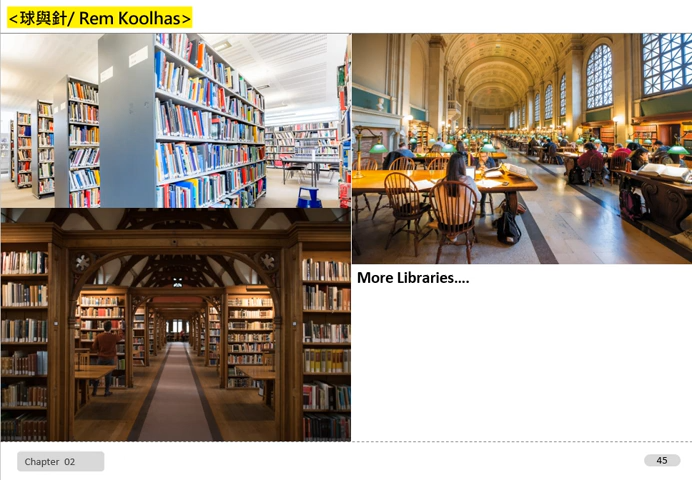 <球與針/ Rem Koolhas>
More Libraries....
Chapter 02
45